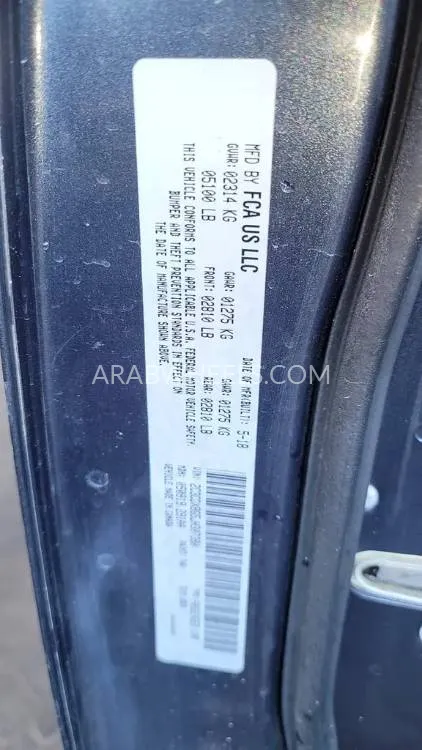 MFD BY FCA US LLC
DATE OF MFR(BUILT): 5-18
GVWR: 02314 KG
GAWR: 01275 KG
GAWR: 01275 KG
05100 LB
FRONT: 02810 LB
REAR: 02810 LB
THIS VEHICLE CONFORMS TO ALL APPLICABLE U.S.A. FEDERAL MOTOR VEHICLE SAFETY,
BUMPER AND THEFT PREVENTION STANDARDS IN EFFECT ON
THE DATE OF MANUFACTURE SHOWN ABOVE.
VIN:
MDH:
VEHICLE MADE IN CANADA
ARABWHEELS.COM